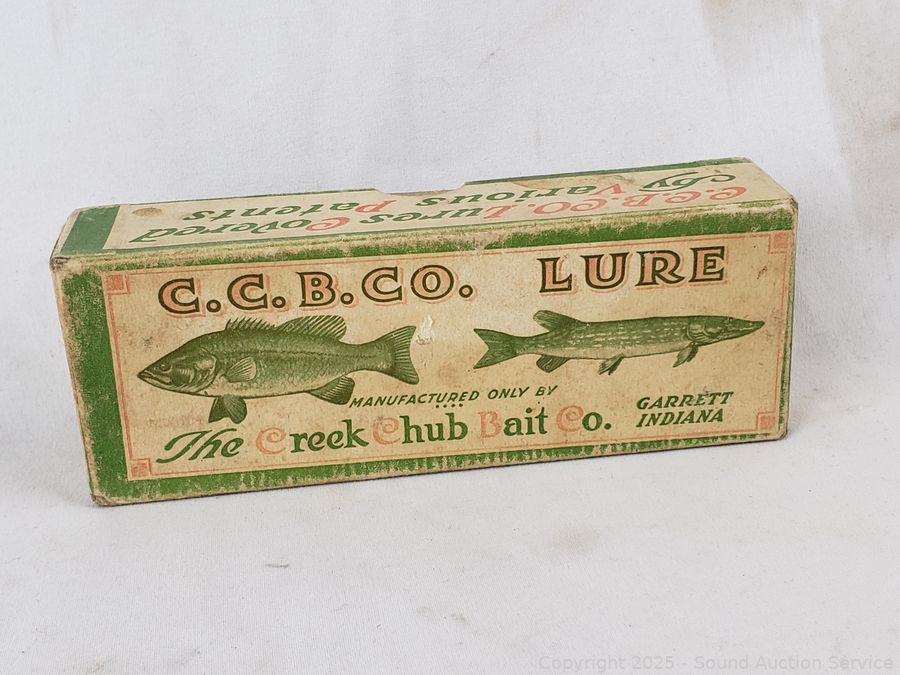 C.C.B.CO. Lures Covered
by Various Patents
C.C.B.CO. LURE
MANUFACTURED ONLY BY
The Creek Chub Bait Co.
GARRETT
INDIANA
Copyright 2025 - Sound Auction Service